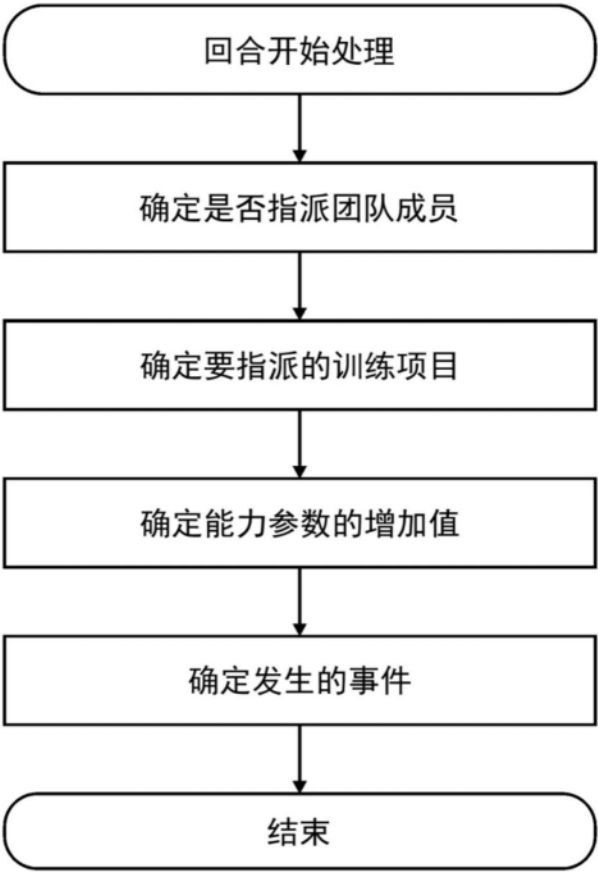 回合开始处理
确定是否指派团队成员
确定要指派的训练项目
确定能力参数的增加值
确定发生的事件
结束